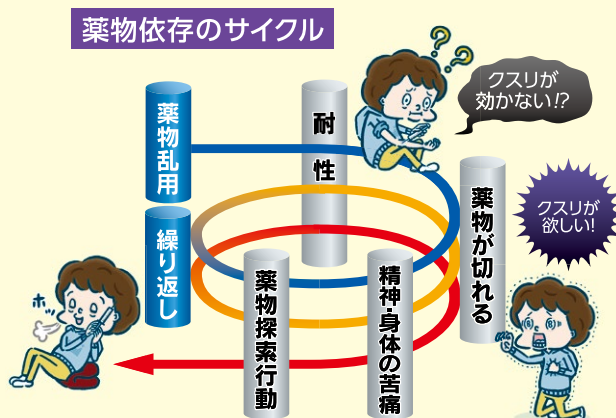 薬物依存のサイクル
クスリが
効かない!?
薬物乱用
耐性
繰り返し
薬物が切れる
クスリが
欲しい!
薬物探索行動
精神・身体の苦痛
ホッ